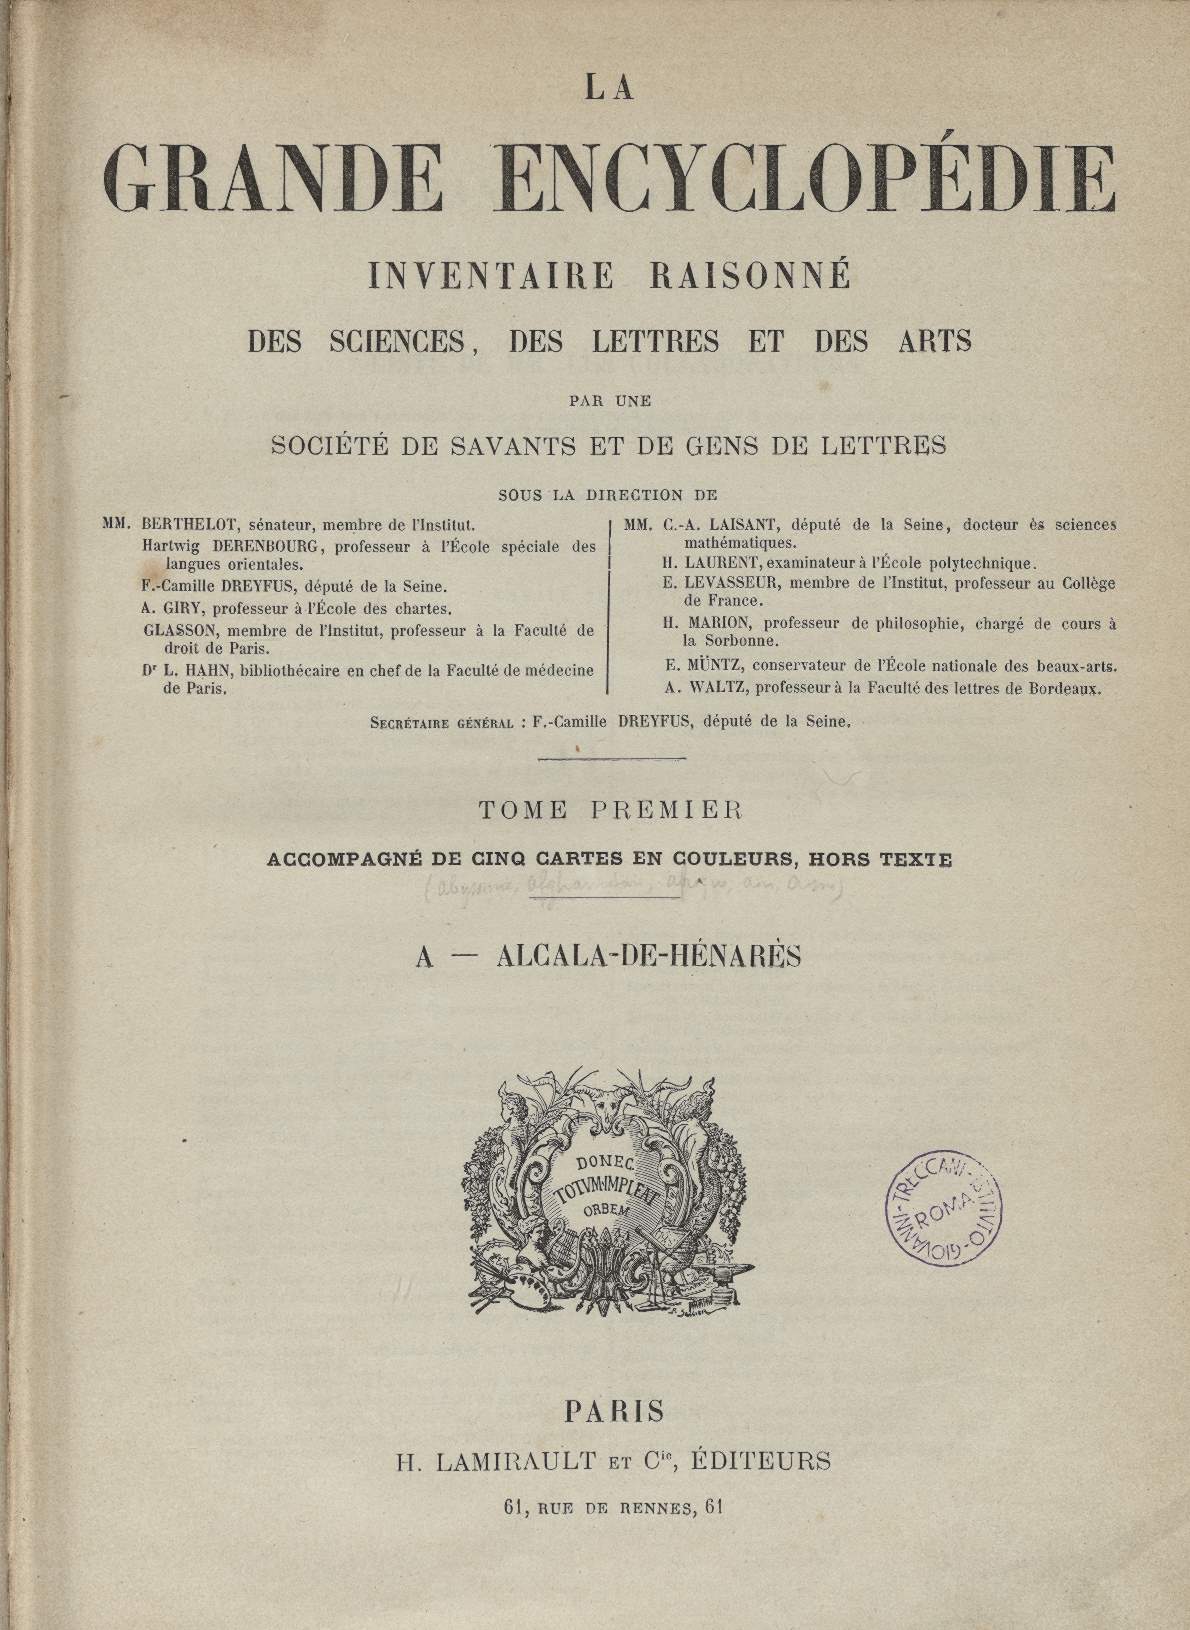 LA
GRANDE ENCYCLOPÉDIE
INVENTAIRE RAISONNÉ
DES SCIENCES, DES LETTRES ET DES ARTS
PAR UNE
SOCIÉTÉ DE SAVANTS ET DE GENS DE LETTRES
SOUS LA DIRECTION DE
MM. BERTHELOT, sénateur, membre de l'Institut.
Hartwig DERENBOURG, professeur à l'École spéciale des
langues orientales.
F.-Camille DREYFUS, député de la Seine.
A. GIRY, professeur à l'École des chartes.
GLASSON, membre de l'Institut, professeur à la Faculté de
droit de Paris.
Dr L. HAHN, bibliothécaire en chef de la Faculté de médecine
de Paris.
MM. C.-A. LAISANT, député de la Seine, docteur ès sciences
mathématiques.
H. LAURENT, examinateur à l'École polytechnique.
E. LEVASSEUR, membre de l'Institut, professeur au Collège
de France.
H. MARION, professeur de philosophie, chargé de cours à
la Sorbonne.
E. MÜNTZ, conservateur de l'École nationale des beaux-arts.
A. WALTZ, professeur à la Faculté des lettres de Bordeaux.
SECRÉTAIRE GÉNÉRAL : F.-Camille DREYFUS, député de la Seine.
TOME PREMIER
ACCOMPAGNÉ DE CINQ CARTES EN COULEURS, HORS TEXTE
A — ALCALA-DE-HÉNARÈS
DONEC
TOTVM·IMPLEAT
ORBEM
GIOVANNI-TRECCANI-ISTITVTO
ROMA
PARIS
H. LAMIRAULT ET Cie, ÉDITEURS
61, RUE DE RENNES, 61